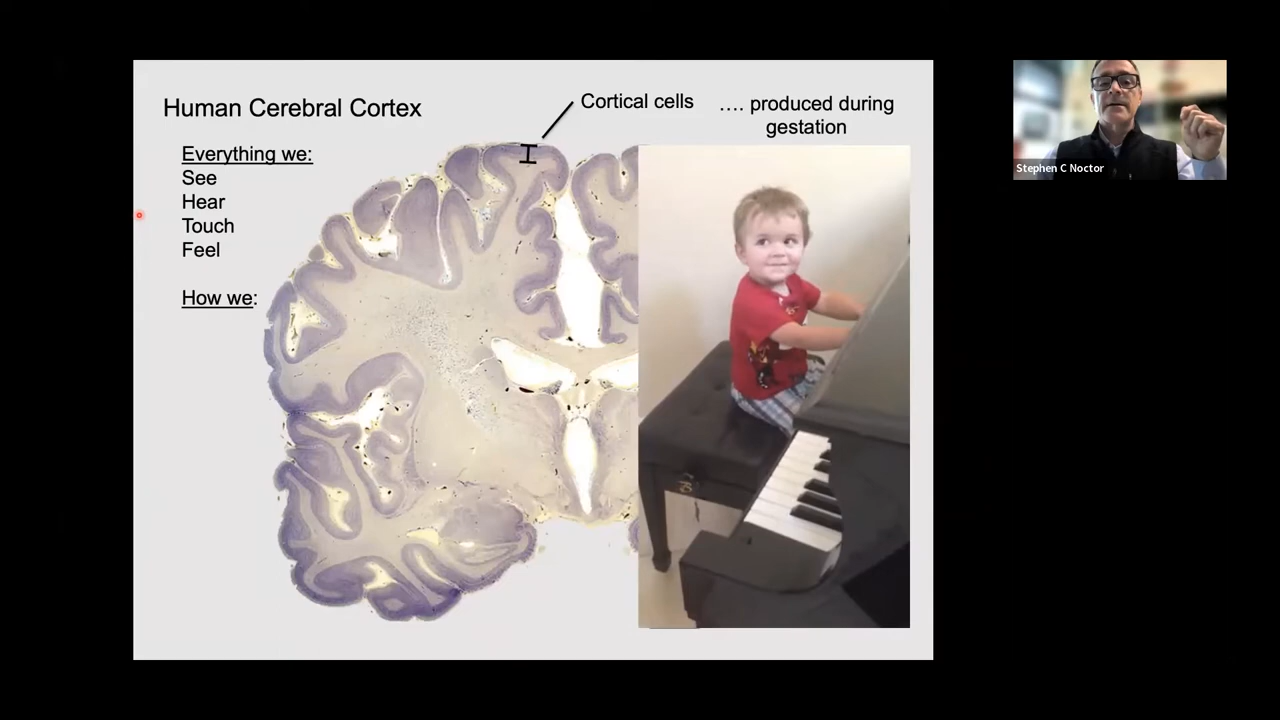 Human Cerebral Cortex
Cortical cells
…. produced during
gestation
Everything we:
See
Hear
Touch
Feel
How we:
Stephen C Noctor